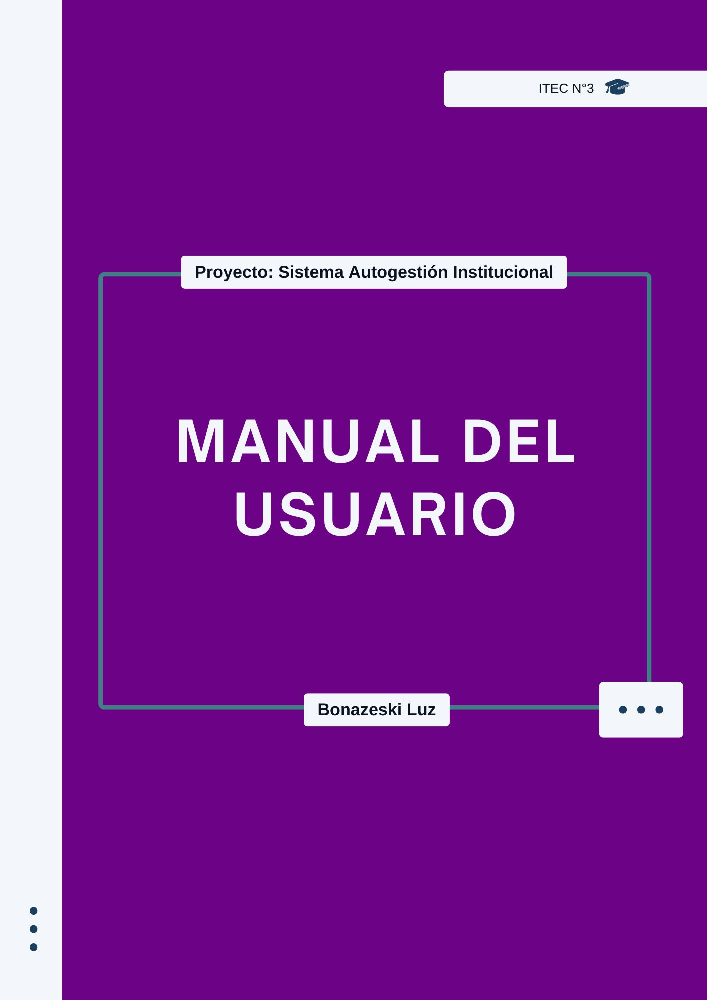 ITEC N°3
Proyecto: Sistema Autogestión Institucional
MANUAL DEL
USUARIO
Bonazeski Luz